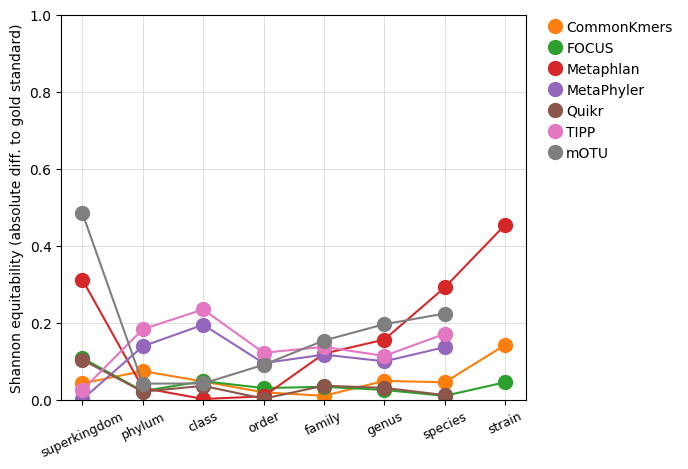 Shannon equitability (absolute diff. to gold standard)
1.0
0.8
0.6
0.4
0.2
0.0
superkingdom
phylum
class
order
family
genus
species
strain
CommonKmers
FOCUS
Metaphlan
MetaPhyler
Quikr
TIPP
mOTU